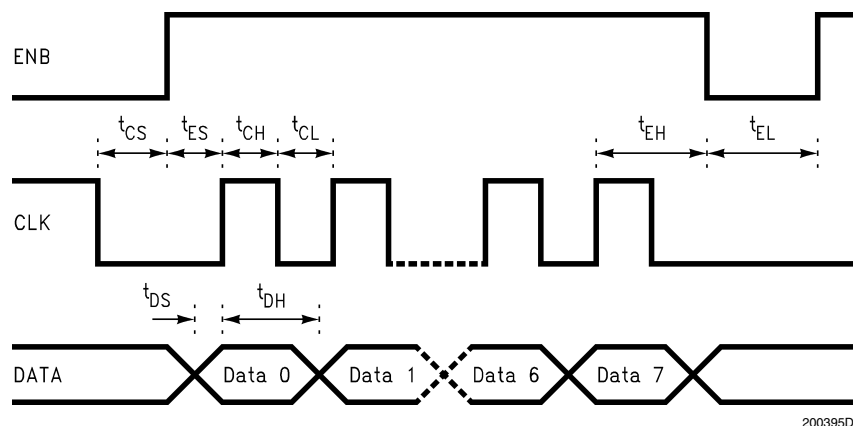 ENB
tCS tES tCH tCL tEH tEL
CLK
tDS tDH
DATA Data 0 Data 1 Data 6 Data 7
200395D